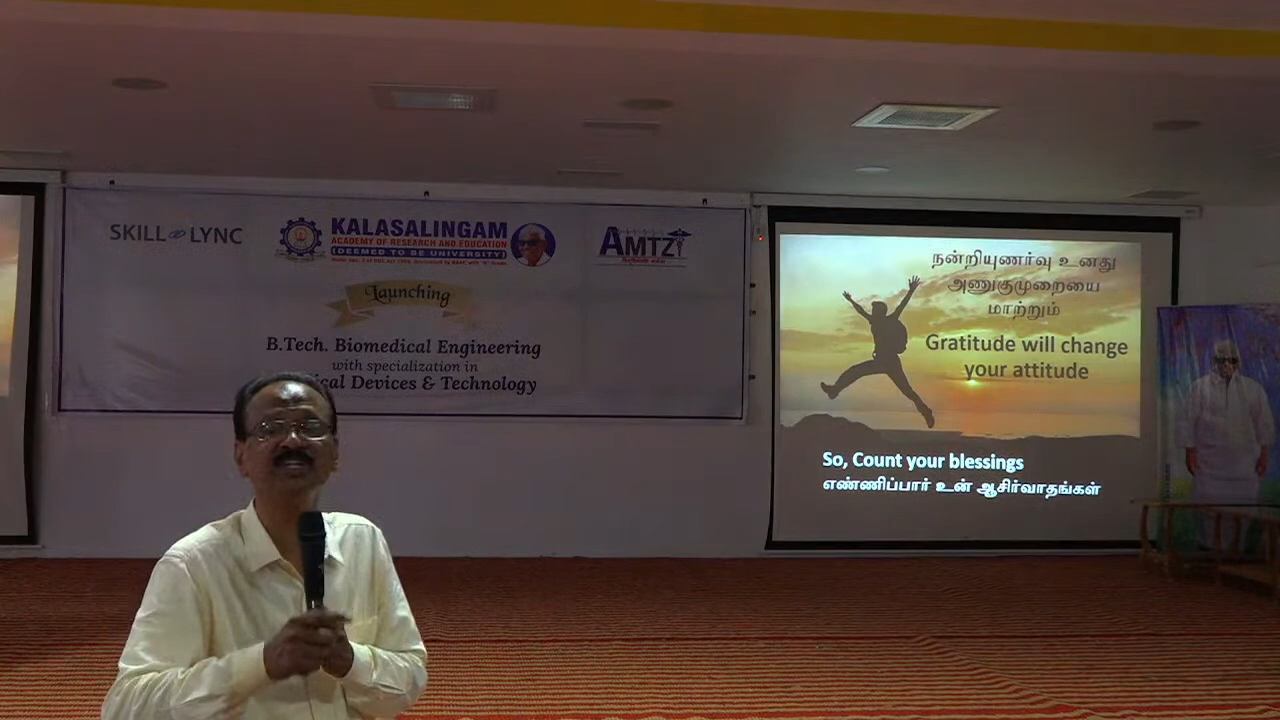 SKILL LYNC
KALASALINGAM
ACADEMY OF RESEARCH AND EDUCATION
(DEEMED TO BE UNIVERSITY)
AMTZ
Launching
B.Tech. Biomedical Engineering
with specialization in
ical Devices & Technology
நன்றியுணர்வு உனது
அணுகுமுறையை
மாற்றும்
Gratitude will change
your attitude
So, Count your blessings
எண்ணிப்பார் உன் ஆசிர்வாதங்கள்